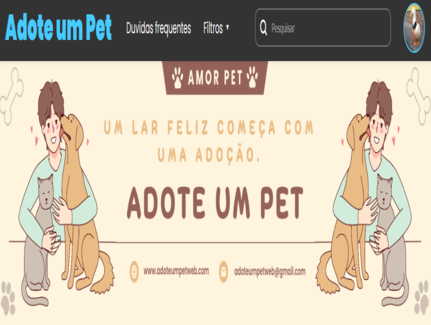 Adote um Pet
Duvidas frequentes
Filtros
Pesquisar
AMOR PET
UM LAR FELIZ COMEÇA COM
UMA ADOÇÃO.
ADOTE UM PET
www.adoteumpetweb.com
adoteumpetweb@gmail.com